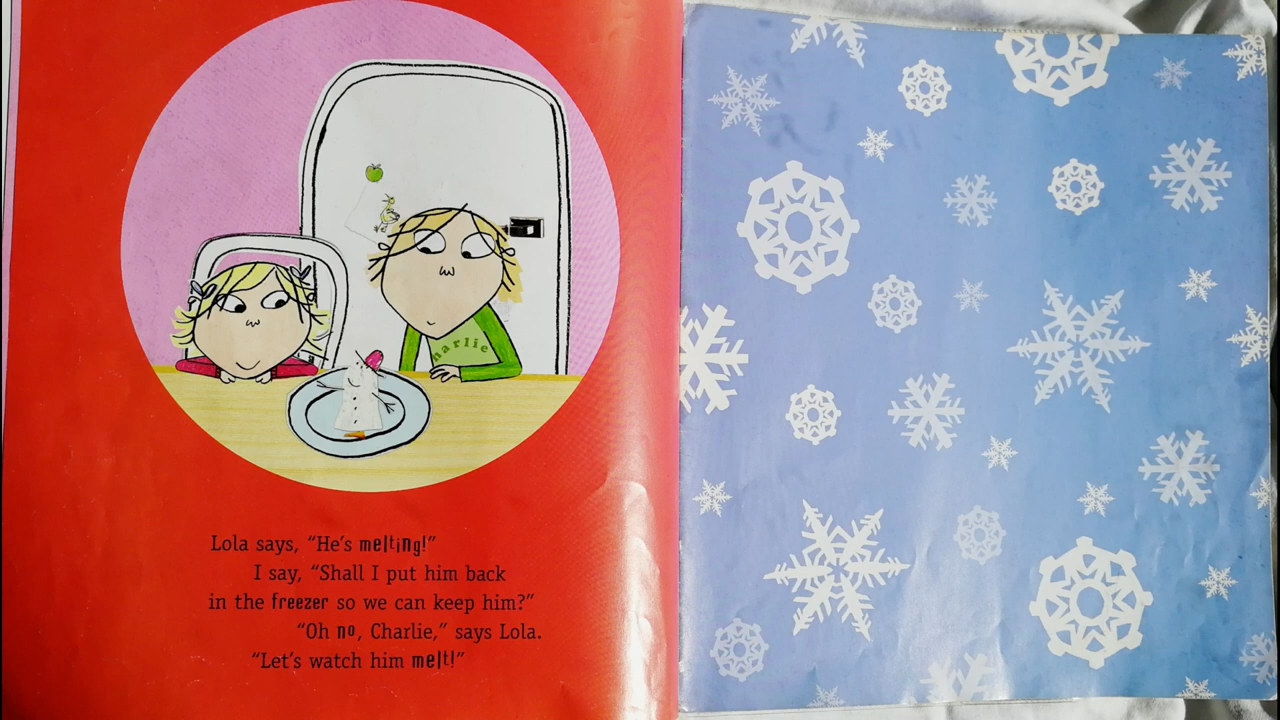 harlie
Lola says, “He’s melting!”
I say, “Shall I put him back
in the freezer so we can keep him?”
“Oh no, Charlie,” says Lola.
“Let’s watch him melt!”